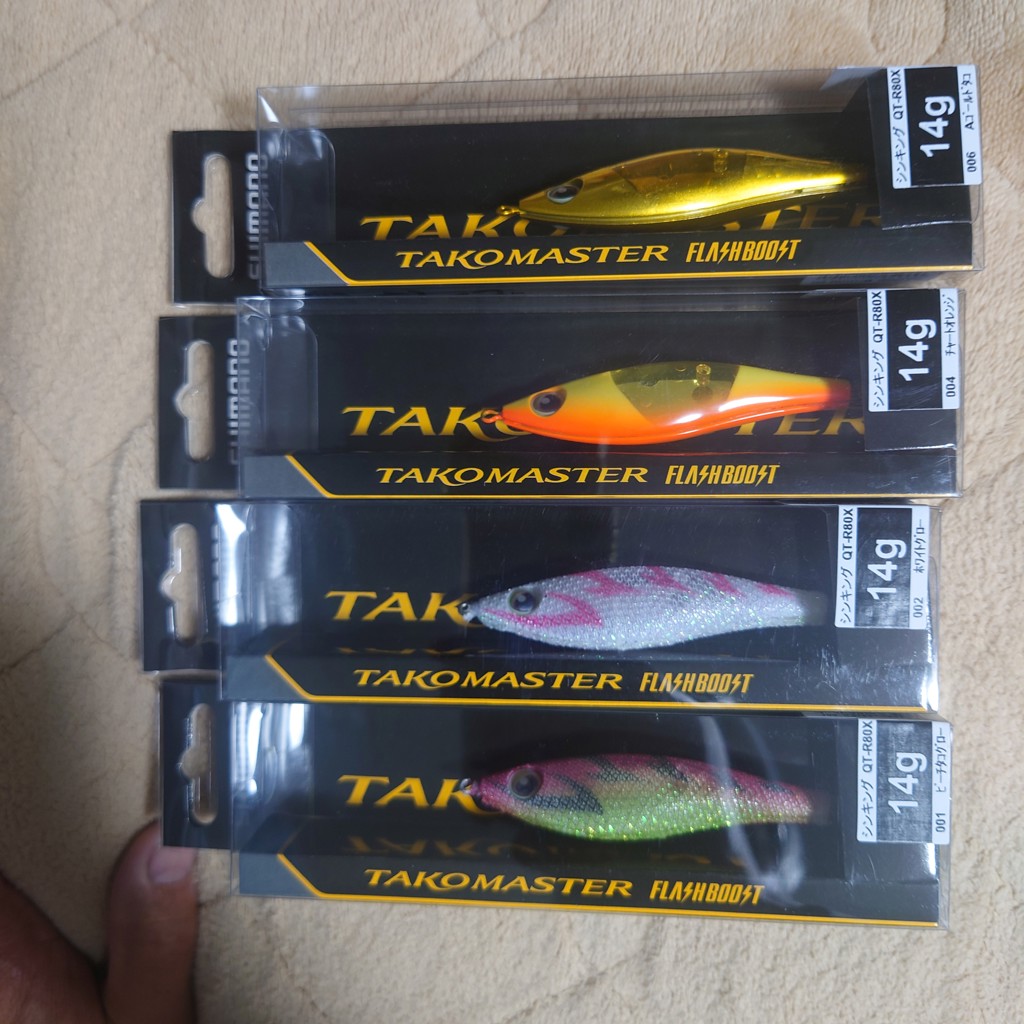 SHIMANO
TAKOMASTER
TAKOMASTER FLASHBOOST
シンキング QT-R80X
14g
006 Aゴールドタコ
SHIMANO
TAKOMASTER
TAKOMASTER FLASHBOOST
シンキング QT-R80X
14g
004 チャートオレンジ
TAK
TAKOMASTER FLASHBOOST
シンキング QT-R80X
14g
002 ホワイトグロー
TAK
TAKOMASTER FLASHBOOST
シンキング QT-R80X
14g
001 ピーチタコグロー